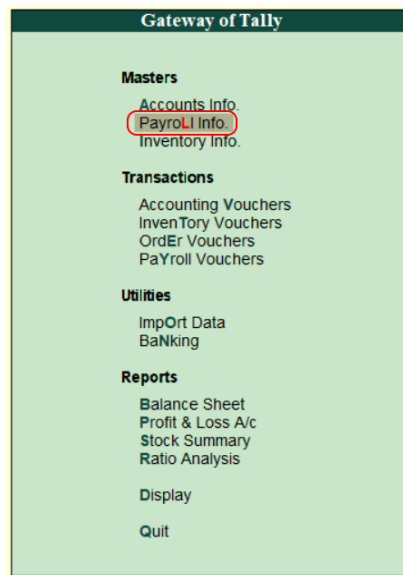 Gateway of Tally
Masters
Accounts Info.
PayroLl Info.
Inventory Info.
Transactions
Accounting Vouchers
InvenTory Vouchers
OrdEr Vouchers
PaYroll Vouchers
Utilities
ImpOrt Data
BaNking
Reports
Balance Sheet
Profit & Loss A/c
Stock Summary
Ratio Analysis
Display
Quit